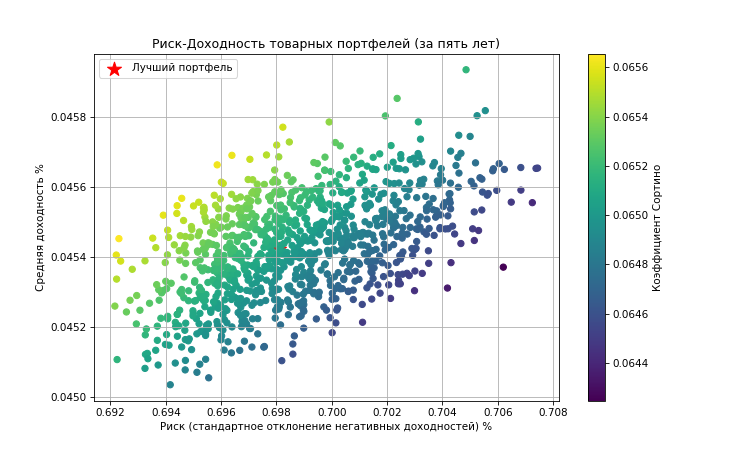 Риск-Доходность товарных портфелей (за пять лет)
Лучший портфель
Средняя доходность %
0.0458
0.0456
0.0454
0.0452
0.0450
0.692 0.694 0.696 0.698 0.700 0.702 0.704 0.706 0.708
Риск (стандартное отклонение негативных доходностей) %
0.0656
0.0654
0.0652
0.0650
0.0648
0.0646
0.0644
Коэффициент Сортино